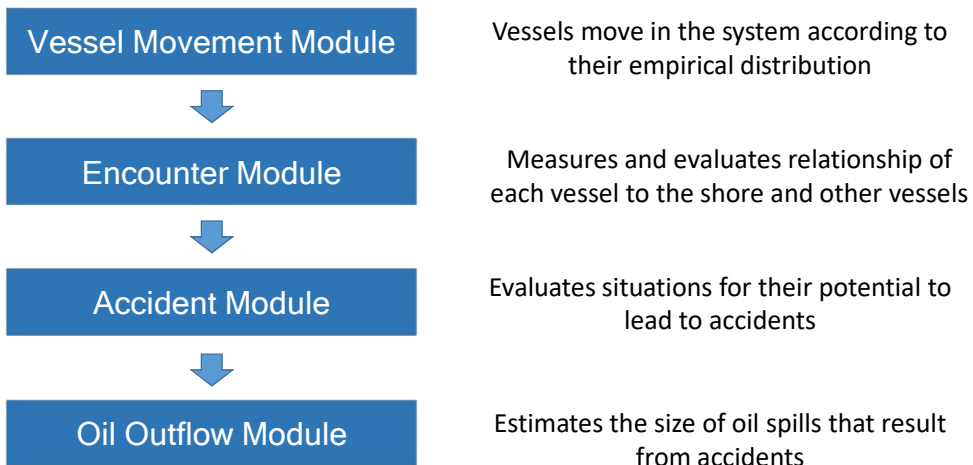 Vessel Movement Module
Vessels move in the system according to
their empirical distribution
Encounter Module
Measures and evaluates relationship of
each vessel to the shore and other vessels
Accident Module
Evaluates situations for their potential to
lead to accidents
Oil Outflow Module
Estimates the size of oil spills that result
from accidents